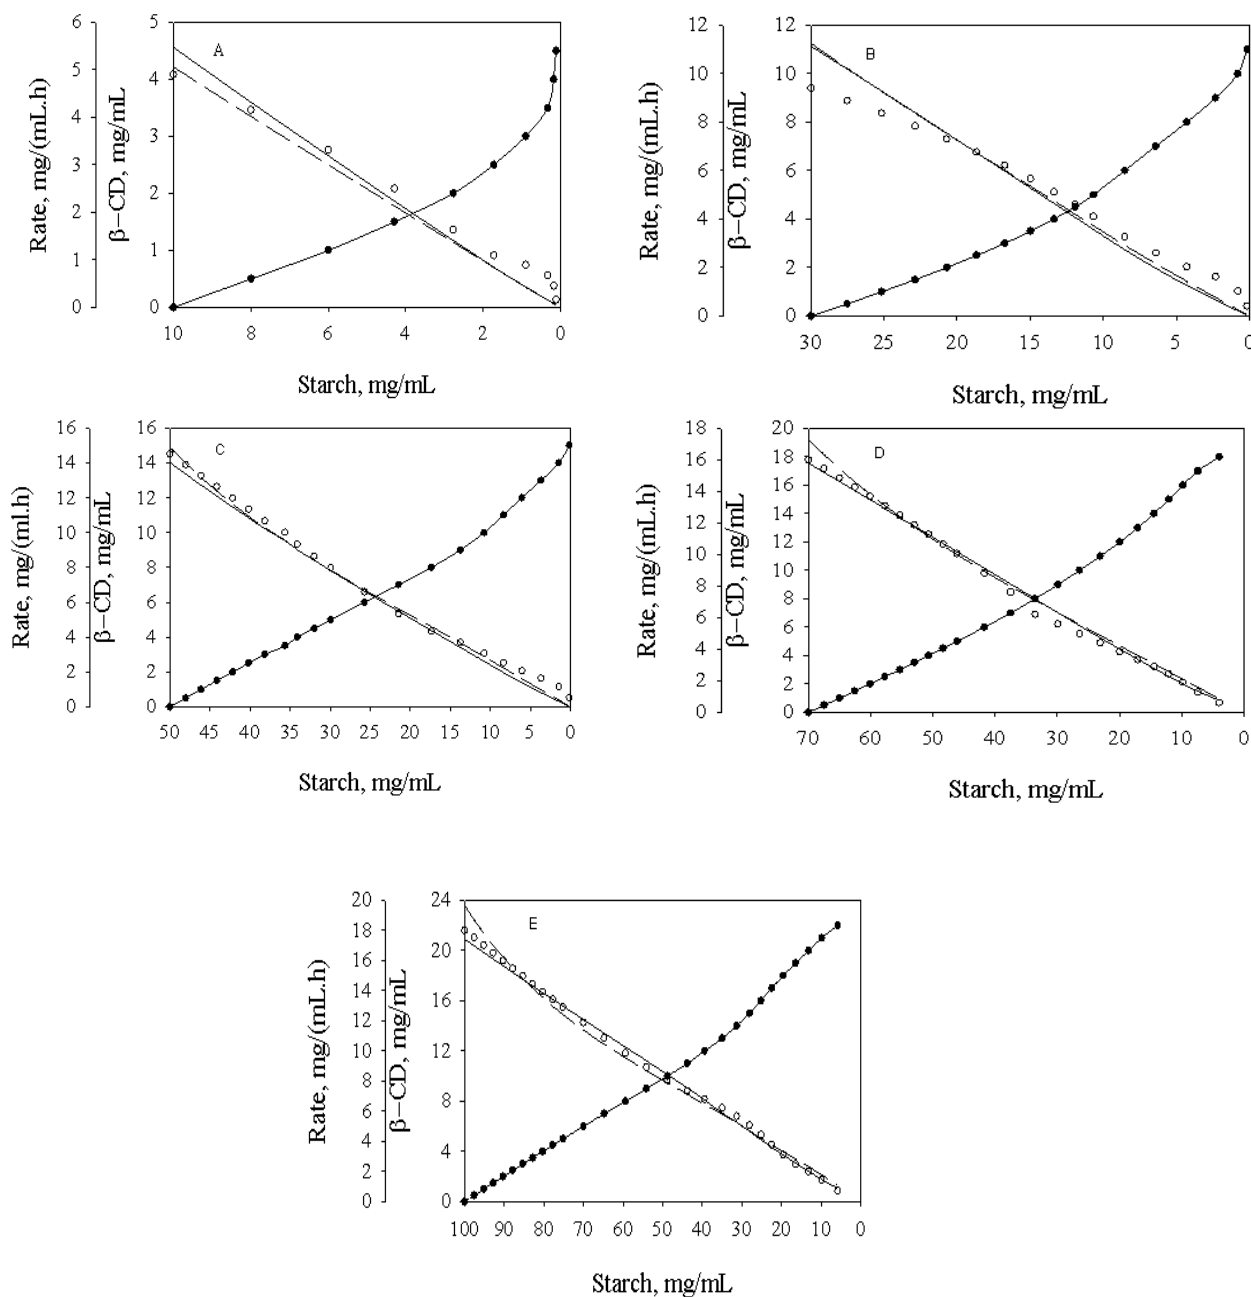 6 5 A
5 4
4 3
3 2
2 1
1 0
0
Rate, mg/(mL.h)
β−CD, mg/mL
10 8 6 4 2 0
Starch, mg/mL
12 12 B
10 10
8 8
6 6
4 4
2 2
0 0
Rate, mg/(mL.h)
β−CD, mg/mL
30 25 20 15 10 5 0
Starch, mg/mL
16 16 C
14 14
12 12
10 10
8 8
6 6
4 4
2 2
0 0
Rate, mg/(ml.h)
β−CD, mg/mL
50 45 40 35 30 25 20 15 10 5 0
Starch, mg/mL
18 20 D
16 18
14 16
12 14
10 12
8 10
6 8
4 6
2 4
0 2
0
Rate, mg/(mL.h)
β−CD, mg/mL
70 60 50 40 30 20 10 0
Starch, mg/mL
20 24 E
18 20
16 16
14 12
12 8
10 4
8 0
6
4
2
0
Rate, mg/(mL.h)
β−CD, mg/mL
100 90 80 70 60 50 40 30 20 10 0
Starch, mg/mL